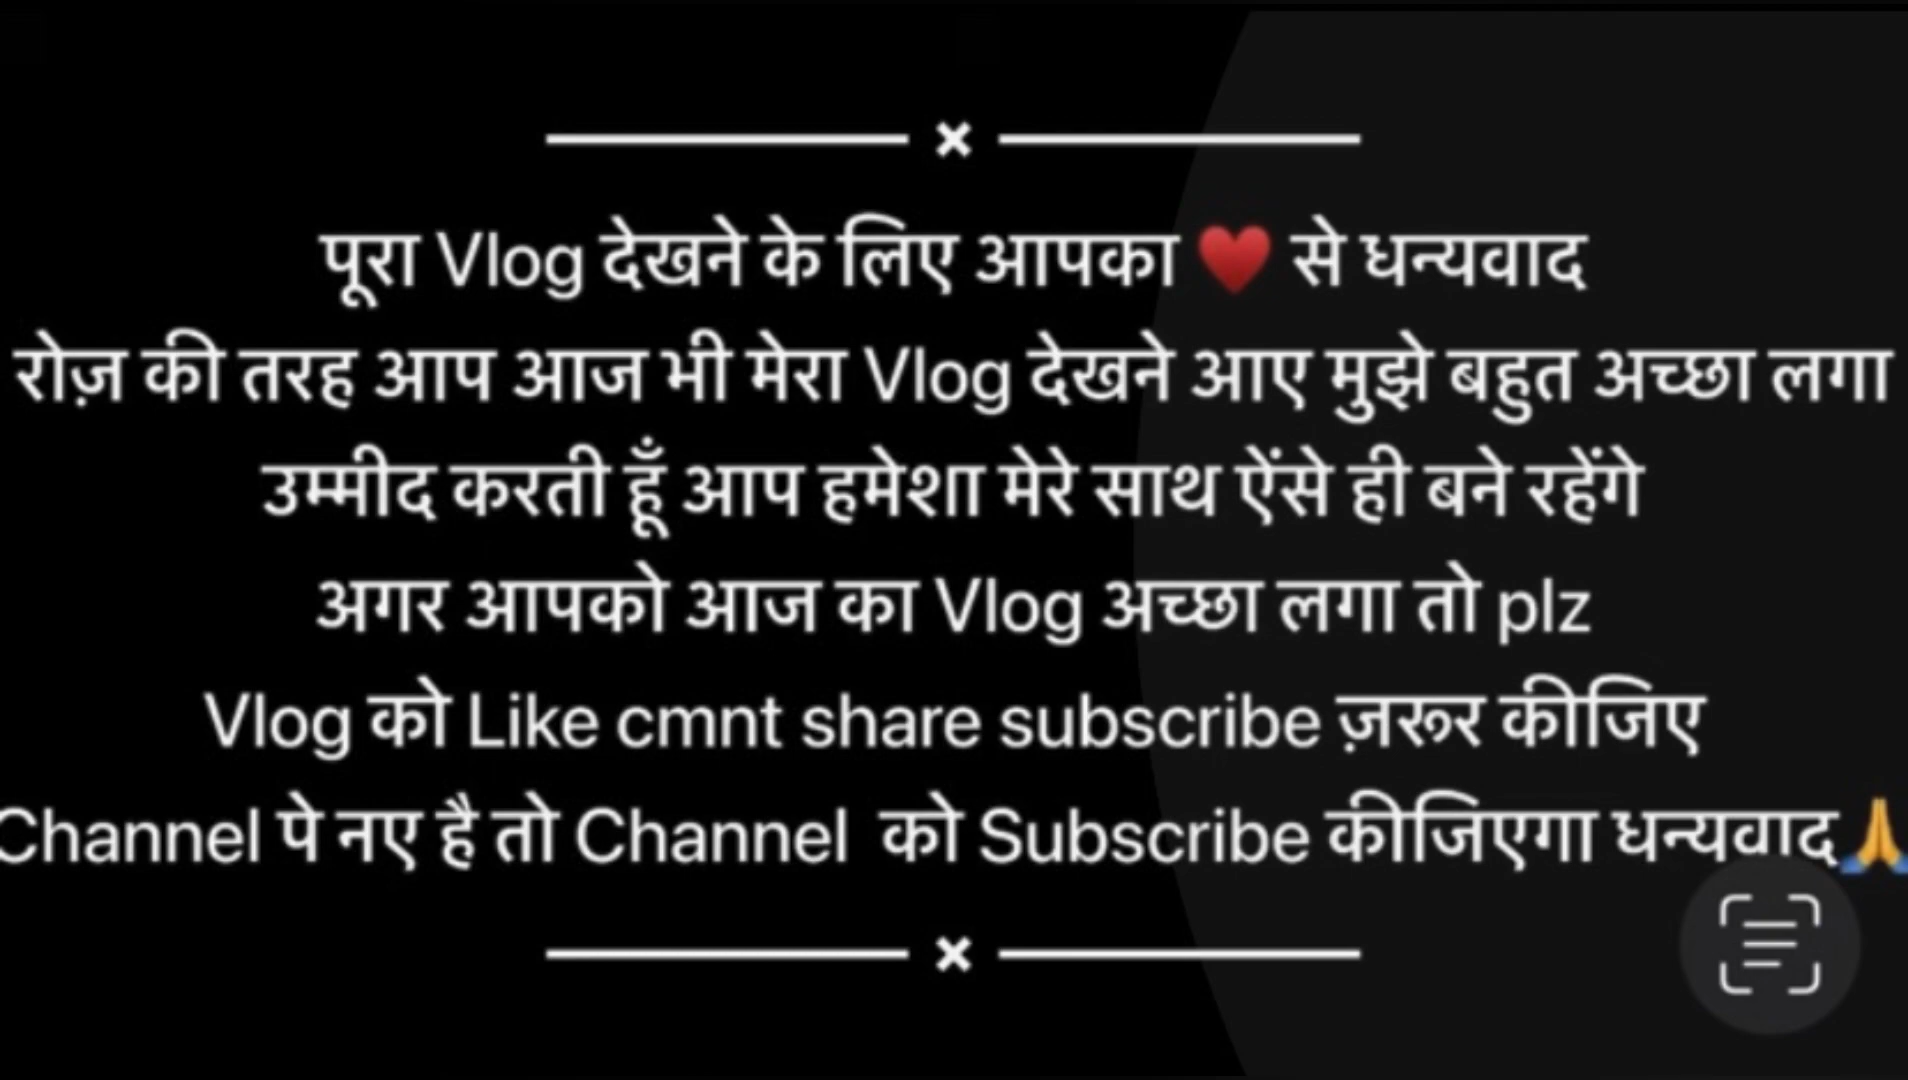 पूरा Vlog देखने के लिए आपका ♥️ से धन्यवाद
रोज़ की तरह आप आज भी मेरा Vlog देखने आए मुझे बहुत अच्छा लगा
उम्मीद करती हूँ आप हमेशा मेरे साथ ऐंसे ही बने रहेंगे
अगर आपको आज का Vlog अच्छा लगा तो plz
Vlog को Like cmnt share subscribe ज़रूर कीजिए
Channel पे नए है तो Channel को Subscribe कीजिएगा धन्यवाद🙏